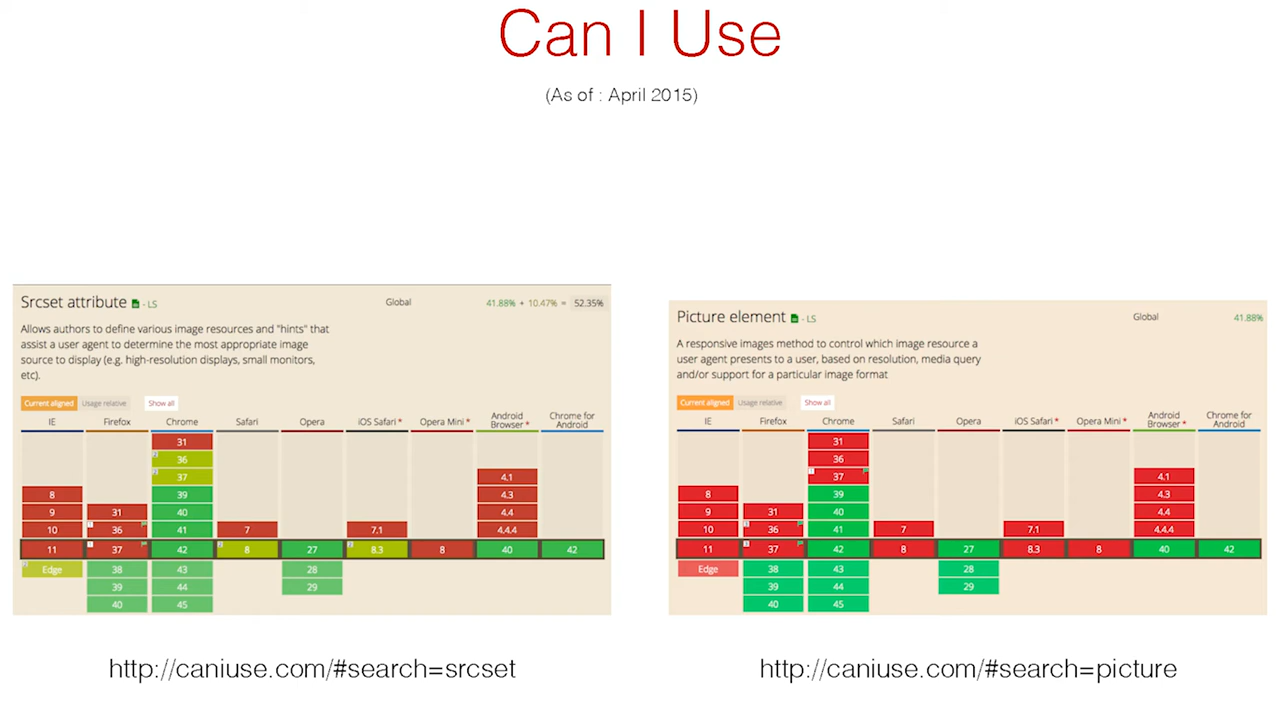 Can I Use
(As of : April 2015)
Srcset attribute - LS
Global
41.88% + 10.47% = 52.35%
Allows authors to define various image resources and "hints" that
assist a user agent to determine the most appropriate image
source to display (e.g. high-resolution displays, small monitors,
etc).
Current aligned Usage relative Show all
IE Firefox Chrome Safari Opera iOS Safari * Opera Mini * Android Browser * Chrome for Android
31
36
37 4.1
8 39 4.3
9 31 40 4.4
10 36 41 7 7.1 4.4.4
11 37 42 8 27 8.3 8 40 42
Edge 38 43 28
39 44 29
40 45
http://caniuse.com/#search=srcset
Picture element - LS
Global
41.88%
A responsive images method to control which image resource a
user agent presents to a user, based on resolution, media query
and/or support for a particular image format
Current aligned Usage relative Show all
IE Firefox Chrome Safari Opera iOS Safari * Opera Mini * Android Browser * Chrome for Android
31
36
37 4.1
8 39 4.3
9 31 40 4.4
10 36 41 7 7.1 4.4.4
11 37 42 8 27 8.3 8 40 42
Edge 38 43 28
39 44 29
40 45
http://caniuse.com/#search=picture